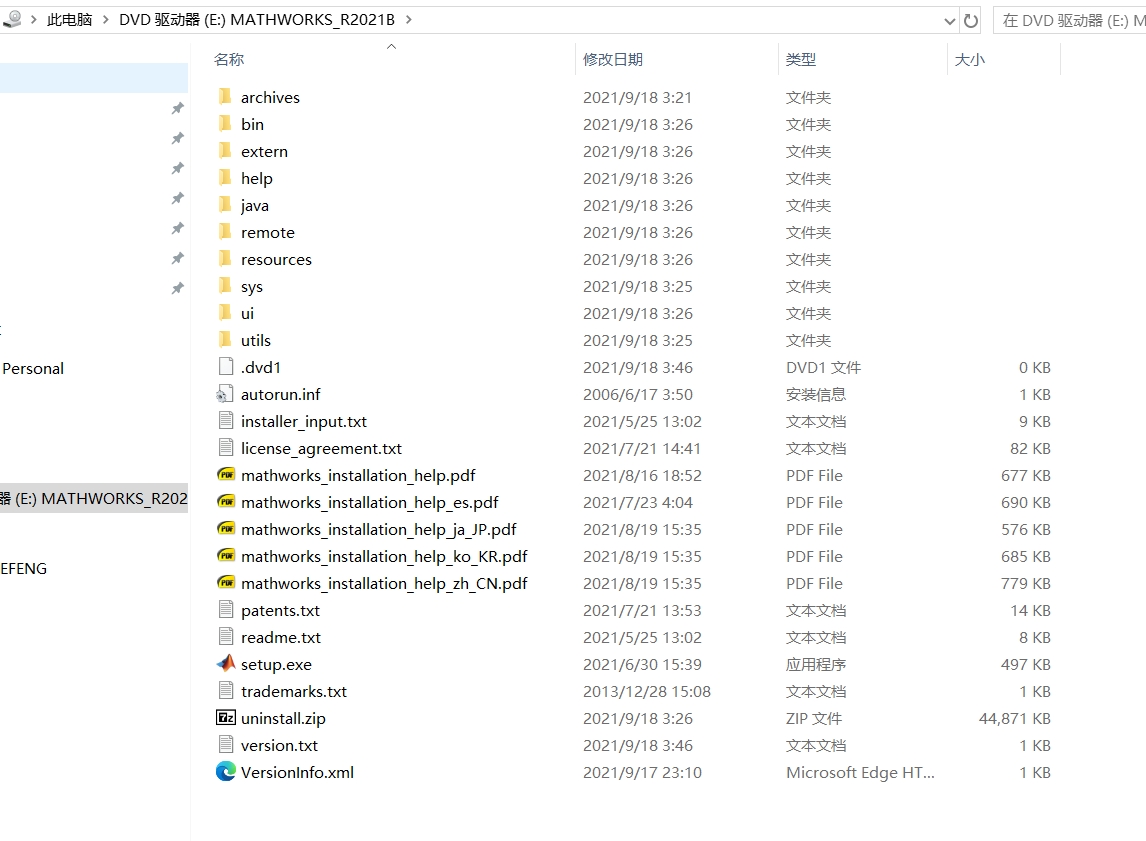 此电脑 > DVD 驱动器 (E:) MATHWORKS_R2021B > 在 DVD 驱动器 (E:) M
名称 修改日期 类型 大小
archives 2021/9/18 3:21 文件夹
bin 2021/9/18 3:26 文件夹
extern 2021/9/18 3:26 文件夹
help 2021/9/18 3:26 文件夹
java 2021/9/18 3:26 文件夹
remote 2021/9/18 3:26 文件夹
resources 2021/9/18 3:26 文件夹
sys 2021/9/18 3:25 文件夹
ui 2021/9/18 3:26 文件夹
utils 2021/9/18 3:25 文件夹
Personal .dvd1 2021/9/18 3:46 DVD1 文件 0 KB
autorun.inf 2006/6/17 3:50 安装信息 1 KB
installer_input.txt 2021/5/25 13:02 文本文档 9 KB
license_agreement.txt 2021/7/21 14:41 文本文档 82 KB
mathworks_installation_help.pdf 2021/8/16 18:52 PDF File 677 KB
器 (E:) MATHWORKS_R202 mathworks_installation_help_es.pdf 2021/7/23 4:04 PDF File 690 KB
mathworks_installation_help_ja_JP.pdf 2021/8/19 15:35 PDF File 576 KB
mathworks_installation_help_ko_KR.pdf 2021/8/19 15:35 PDF File 685 KB
EFENG mathworks_installation_help_zh_CN.pdf 2021/8/19 15:35 PDF File 779 KB
patents.txt 2021/7/21 13:53 文本文档 14 KB
readme.txt 2021/5/25 13:02 文本文档 8 KB
setup.exe 2021/6/30 15:39 应用程序 497 KB
trademarks.txt 2013/12/28 15:08 文本文档 1 KB
uninstall.zip 2021/9/18 3:26 ZIP 文件 44,871 KB
version.txt 2021/9/18 3:46 文本文档 1 KB
VersionInfo.xml 2021/9/17 23:10 Microsoft Edge HT... 1 KB